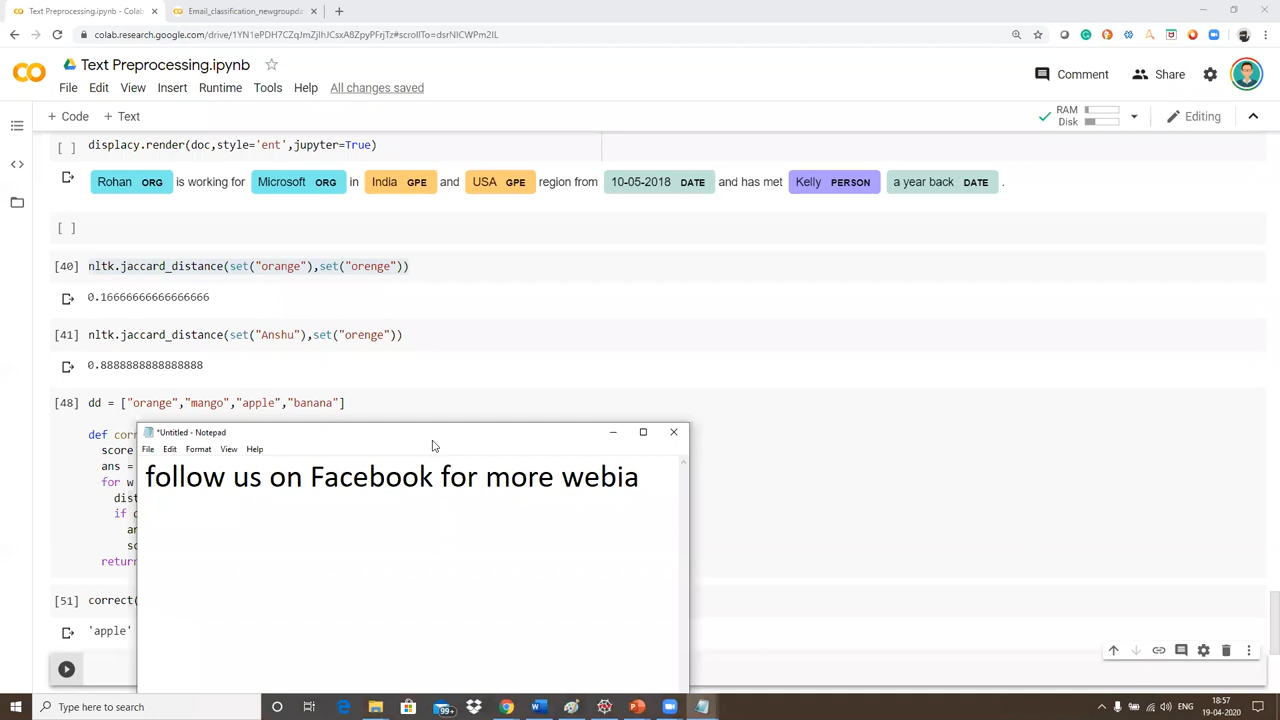 Text Preprocessing.ipynb - Colab
Email_classification_newgroupda
colab.research.google.com/drive/
Text Preprocessing.ipynb
Comment
Share
File Edit View Insert Runtime Tools Help All changes saved
+ Code + Text
RAM
Disk
Editing
[ ] displacy.render(doc,style='ent',jupyter=True)
Rohan ORG is working for Microsoft ORG in India GPE and USA GPE region from 10-05-2018 DATE and has met Kelly PERSON a year back DATE .
[ ]
[40] nltk.jaccard_distance(set("orange"),set("orenge"))
0.16666666666666666
[41] nltk.jaccard_distance(set("Anshu"),set("orenge"))
0.8888888888888888
[48] dd = ["orange","mango","apple","banana"]
def corr
score
ans =
for w
dist
if d
an
sc
return
*Untitled - Notepad
File Edit Format View Help
follow us on Facebook for more webia
[51] correct(
'apple'
Type here to search
99+
ENG
18:57
19-04-2020